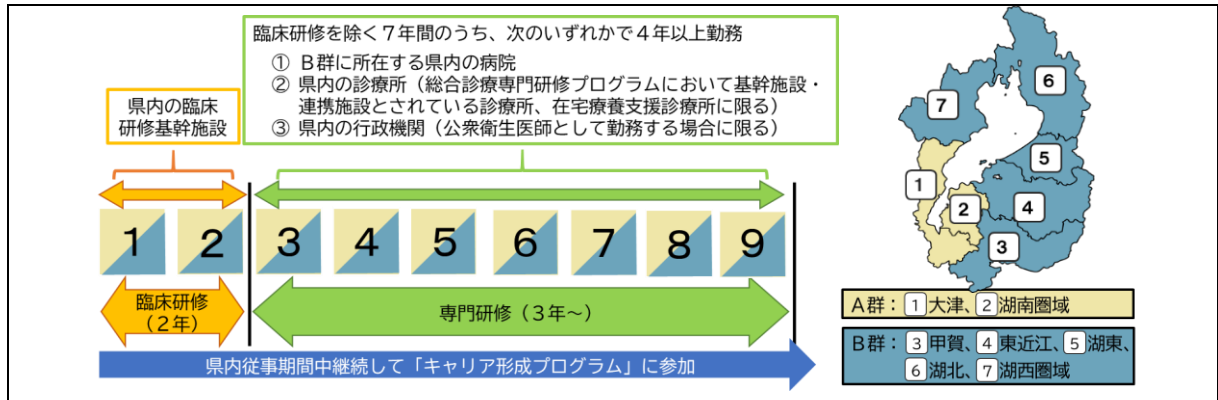 臨床研修を除く７年間のうち、次のいずれかで４年以上勤務
① Ｂ群に所在する県内の病院
② 県内の診療所（総合診療専門研修プログラムにおいて基幹施設・
連携施設とされている診療所、在宅療養支援診療所に限る）
③ 県内の行政機関（公衆衛生医師として勤務する場合に限る）
県内の臨床
研修基幹施設
1 2 3 4 5 6 7 8 9
臨床研修
（２年）
専門研修（３年～）
県内従事期間中継続して「キャリア形成プログラム」に参加
6
7
5
1
2
4
3
Ａ群：1大津、2湖南圏域
Ｂ群：3甲賀、4東近江、5湖東、
6湖北、7湖西圏域